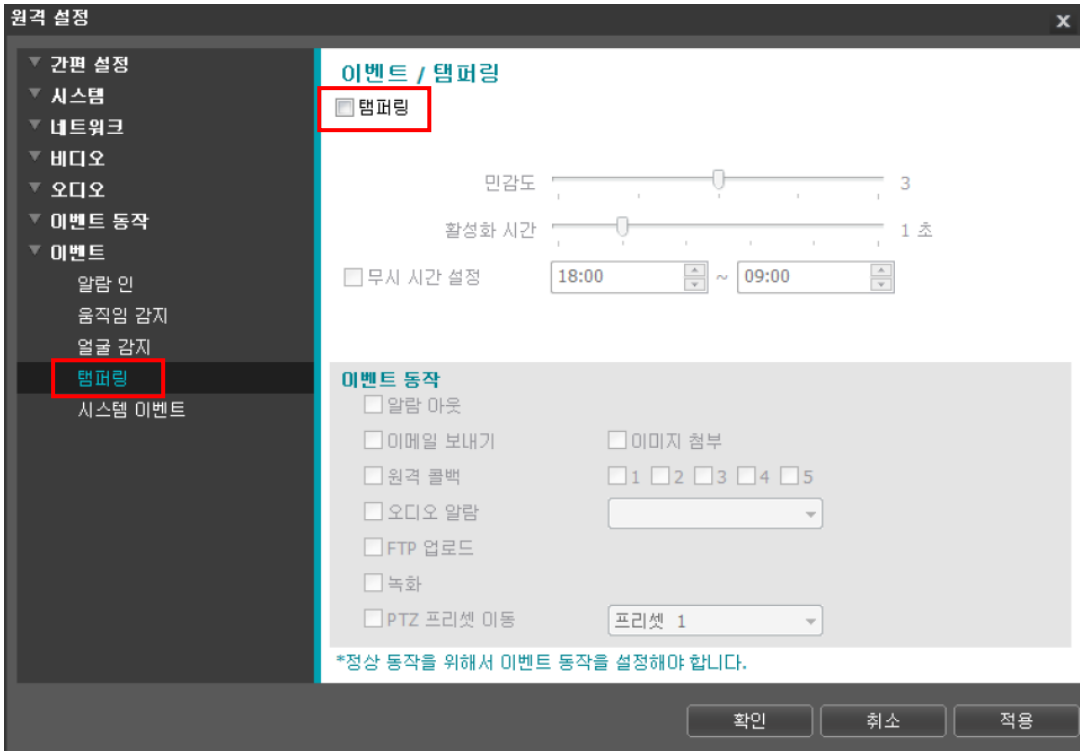 원격 설정
x
간편 설정
시스템
네트워크
비디오
오디오
이벤트 동작
이벤트
알람 인
움직임 감지
얼굴 감지
탬퍼링
시스템 이벤트
이벤트 / 탬퍼링
탬퍼링
민감도 3
활성화 시간 1 초
무시 시간 설정 18:00 ~ 09:00
이벤트 동작
알람 아웃
이메일 보내기 이미지 첨부
원격 콜백 1 2 3 4 5
오디오 알람
FTP 업로드
녹화
PTZ 프리셋 이동 프리셋 1
*정상 동작을 위해서 이벤트 동작을 설정해야 합니다.
확인 취소 적용